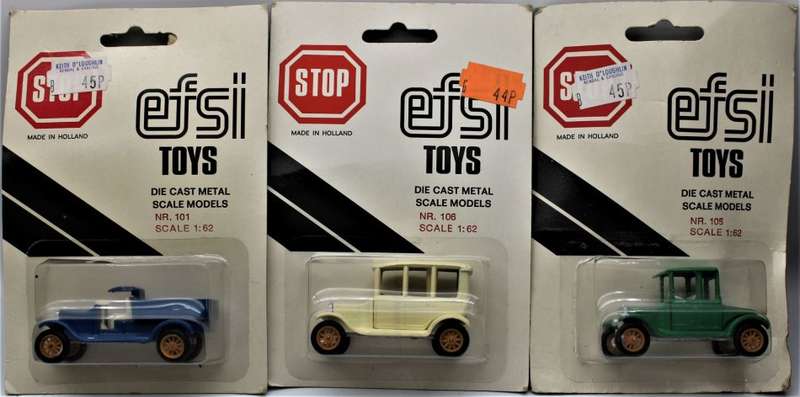 STOP
KEITH O'LOUGHLIN
45P
MADE IN HOLLAND
efsi
TOYS
DIE CAST METAL
SCALE MODELS
NR. 101
SCALE 1:62
STOP
44P
MADE IN HOLLAND
efsi
TOYS
DIE CAST METAL
SCALE MODELS
NR. 106
SCALE 1:62
KEITH O'LOUGHLIN
45P
MADE IN HOLLAND
efsi
TOYS
DIE CAST METAL
SCALE MODELS
NR. 105
SCALE 1:62